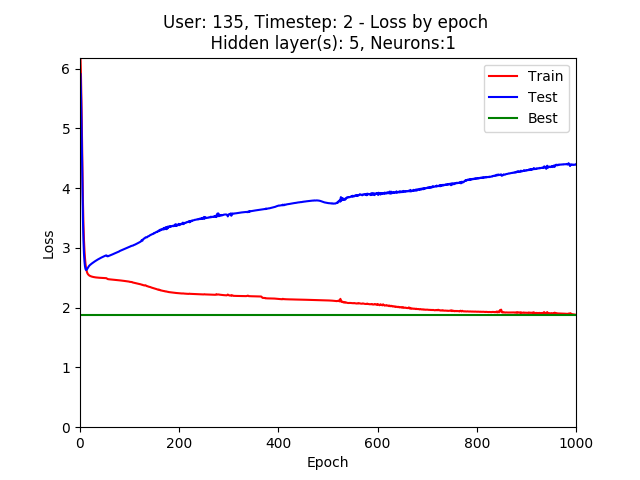 User: 135, Timestep: 2 - Loss by epoch
Hidden layer(s): 5, Neurons:1
Train
Test
Best
Loss
6
5
4
3
2
1
0
0 200 400 600 800 1000
Epoch